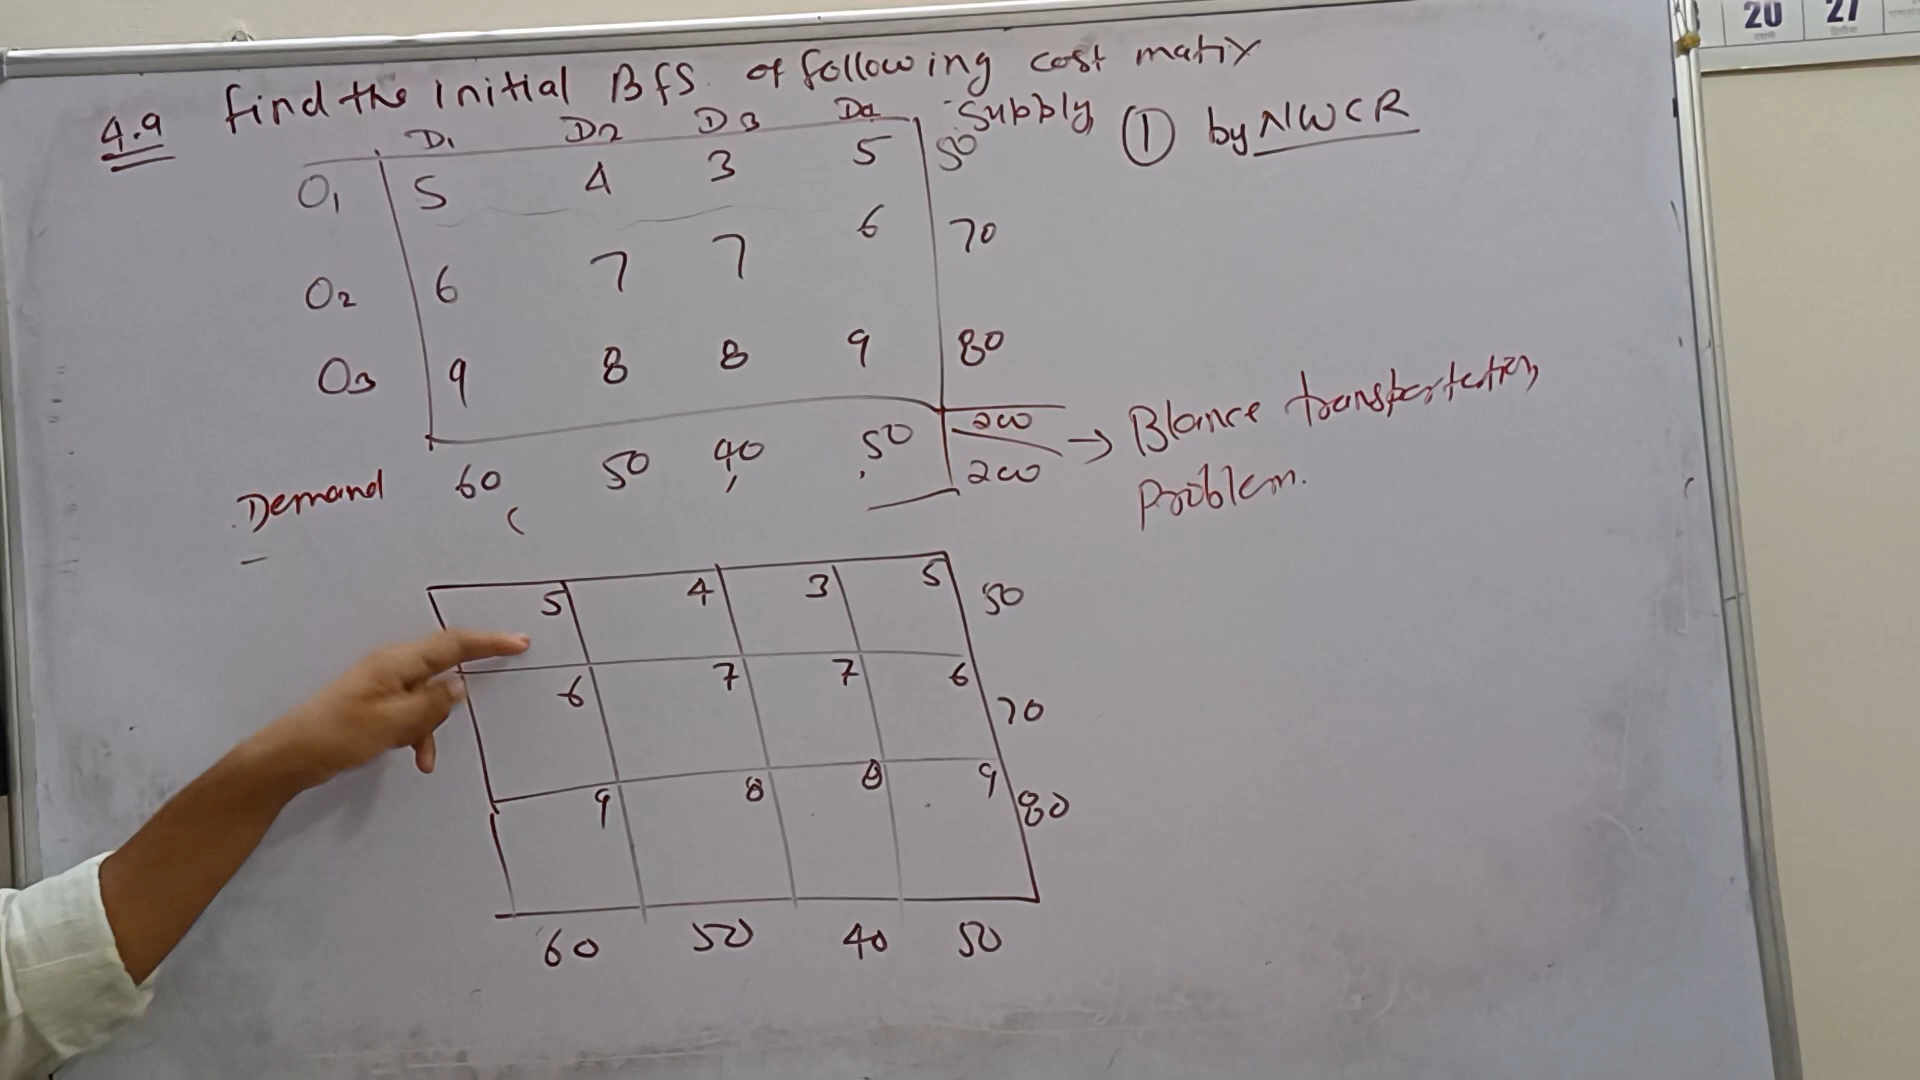 4.9 find the initial BfS. of following cost matix
D1 D2 D3 D4 Supply ① by NWCR
O1 5 4 3 5 50
O2 6 7 7 6 70
O3 9 8 8 9 80
Demand 60 50 40 50 200
200
→ Blance transportation
Problem.
5 4 3 5 50
6 7 7 6 70
9 8 8 9 80
60 50 40 50
20 27